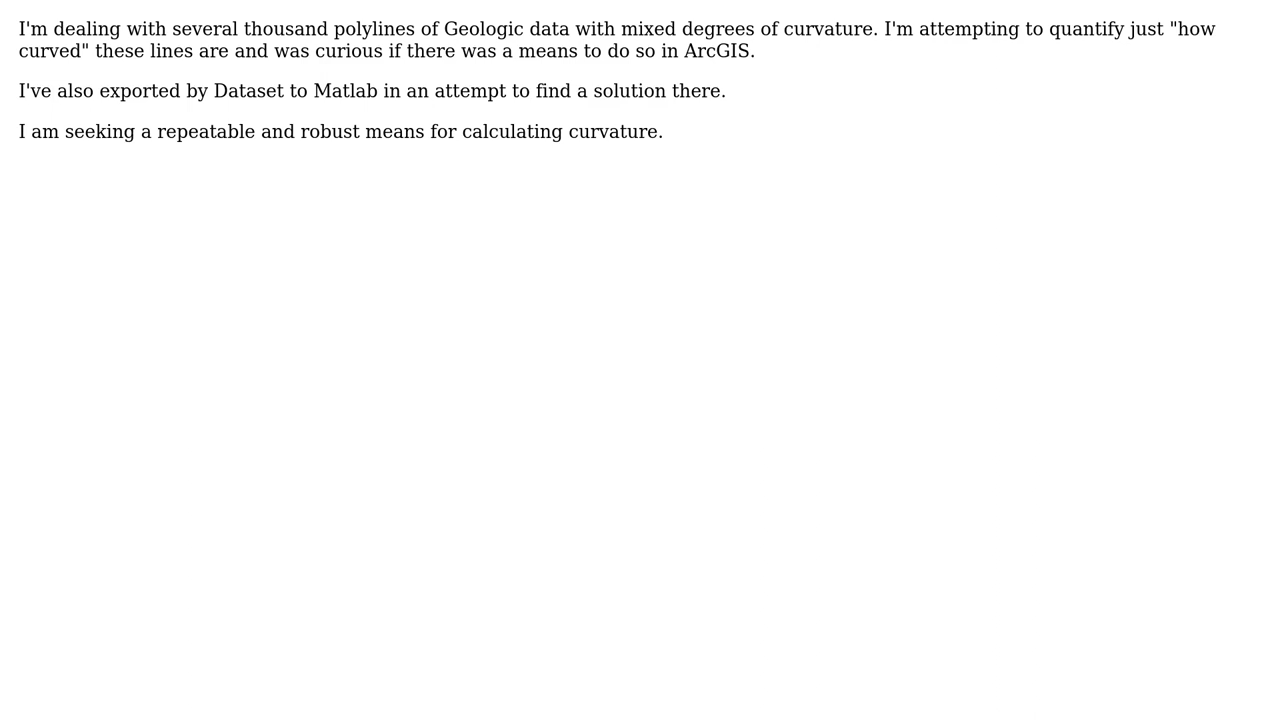 I'm dealing with several thousand polylines of Geologic data with mixed degrees of curvature. I'm attempting to quantify just "how
curved" these lines are and was curious if there was a means to do so in ArcGIS.
I've also exported by Dataset to Matlab in an attempt to find a solution there.
I am seeking a repeatable and robust means for calculating curvature.